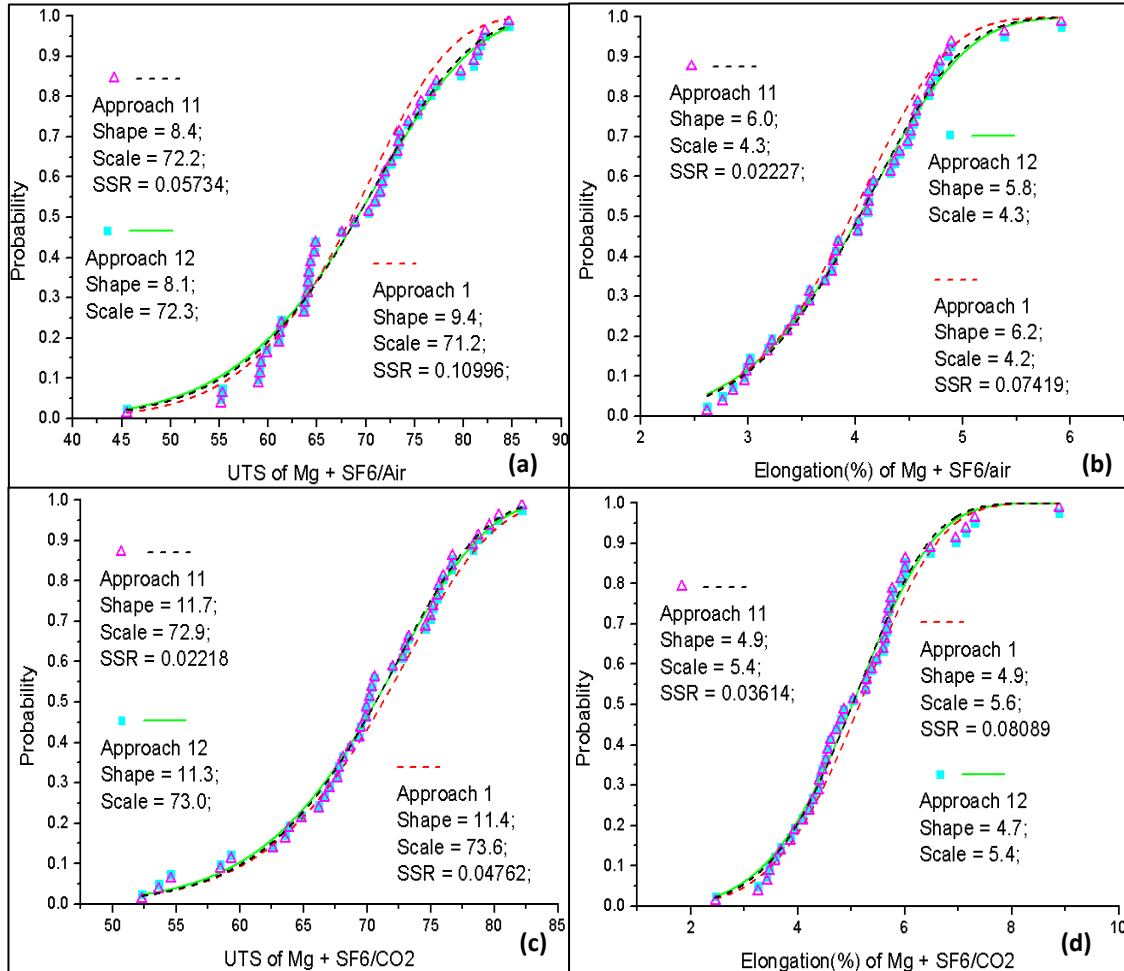 1.0
0.9
0.8
0.7
0.6
0.5
0.4
0.3
0.2
0.1
0.0
Probability
Approach 11
Shape = 8.4;
Scale = 72.2;
SSR = 0.05734;
Approach 12
Shape = 8.1;
Scale = 72.3;
Approach 1
Shape = 9.4;
Scale = 71.2;
SSR = 0.10996;
40 45 50 55 60 65 70 75 80 85 90
UTS of Mg + SF6/Air
(a)
1.0
0.9
0.8
0.7
0.6
0.5
0.4
0.3
0.2
0.1
0.0
Probability
Approach 11
Shape = 6.0;
Scale = 4.3;
SSR = 0.02227;
Approach 12
Shape = 5.8;
Scale = 4.3;
Approach 1
Shape = 6.2;
Scale = 4.2;
SSR = 0.07419;
2 3 4 5 6
Elongation(%) of Mg + SF6/air
(b)
1.0
0.9
0.8
0.7
0.6
0.5
0.4
0.3
0.2
0.1
0.0
Probability
Approach 11
Shape = 11.7;
Scale = 72.9;
SSR = 0.02218
Approach 12
Shape = 11.3;
Scale = 73.0;
Approach 1
Shape = 11.4;
Scale = 73.6;
SSR = 0.04762;
50 55 60 65 70 75 80 85
UTS of Mg + SF6/CO2
(c)
1.0
0.9
0.8
0.7
0.6
0.5
0.4
0.3
0.2
0.1
0.0
Probability
Approach 11
Shape = 4.9;
Scale = 5.4;
SSR = 0.03614;
Approach 1
Shape = 4.9;
Scale = 5.6;
SSR = 0.08089
Approach 12
Shape = 4.7;
Scale = 5.4;
2 4 6 8 10
Elongation(%) of Mg + SF6/CO2
(d)